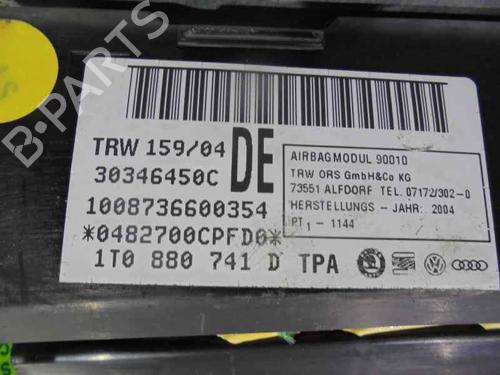 TRW 159/04
DE
30346450C
1008736600354
*0482700CPFD0*
1T0 880 741 D TPA
AIRBAGMODUL 90010
TRW ORS GmbH&Co KG
73551 ALFDORF TEL. 07172/302-0
HERSTELLUNGS - JAHR: 2004
PT1 - 1144
B-PARTS